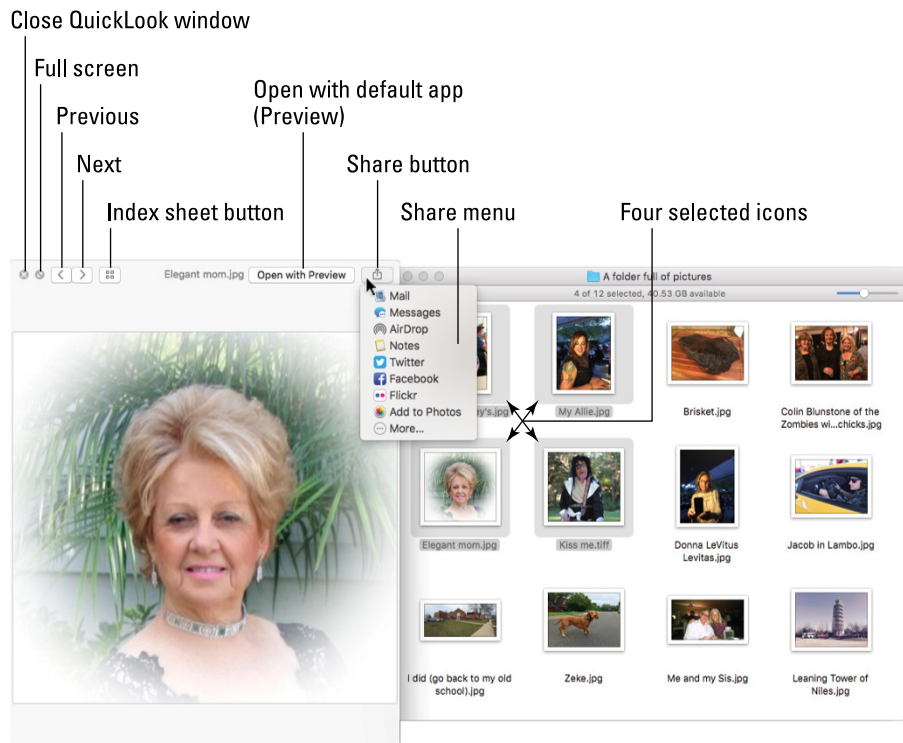 Close QuickLook window
Full screen
Previous
Next
Index sheet button
Open with default app
(Preview)
Share button
Share menu
Four selected icons
Elegant mom.jpg
Open with Preview
Mail
Messages
AirDrop
Notes
Twitter
Facebook
Flickr
Add to Photos
More...
A folder full of pictures
4 of 12 selected, 40.53 GB available
My Allie.jpg
Brisket.jpg
Colin Blunstone of the
Zombies wi...chicks.jpg
Elegant mom.jpg
Kiss me.tiff
Donna LeVitus
Levitas.jpg
Jacob in Lambo.jpg
I did (go back to my old
school).jpg
Zeke.jpg
Me and my Sis.jpg
Leaning Tower of
Niles.jpg